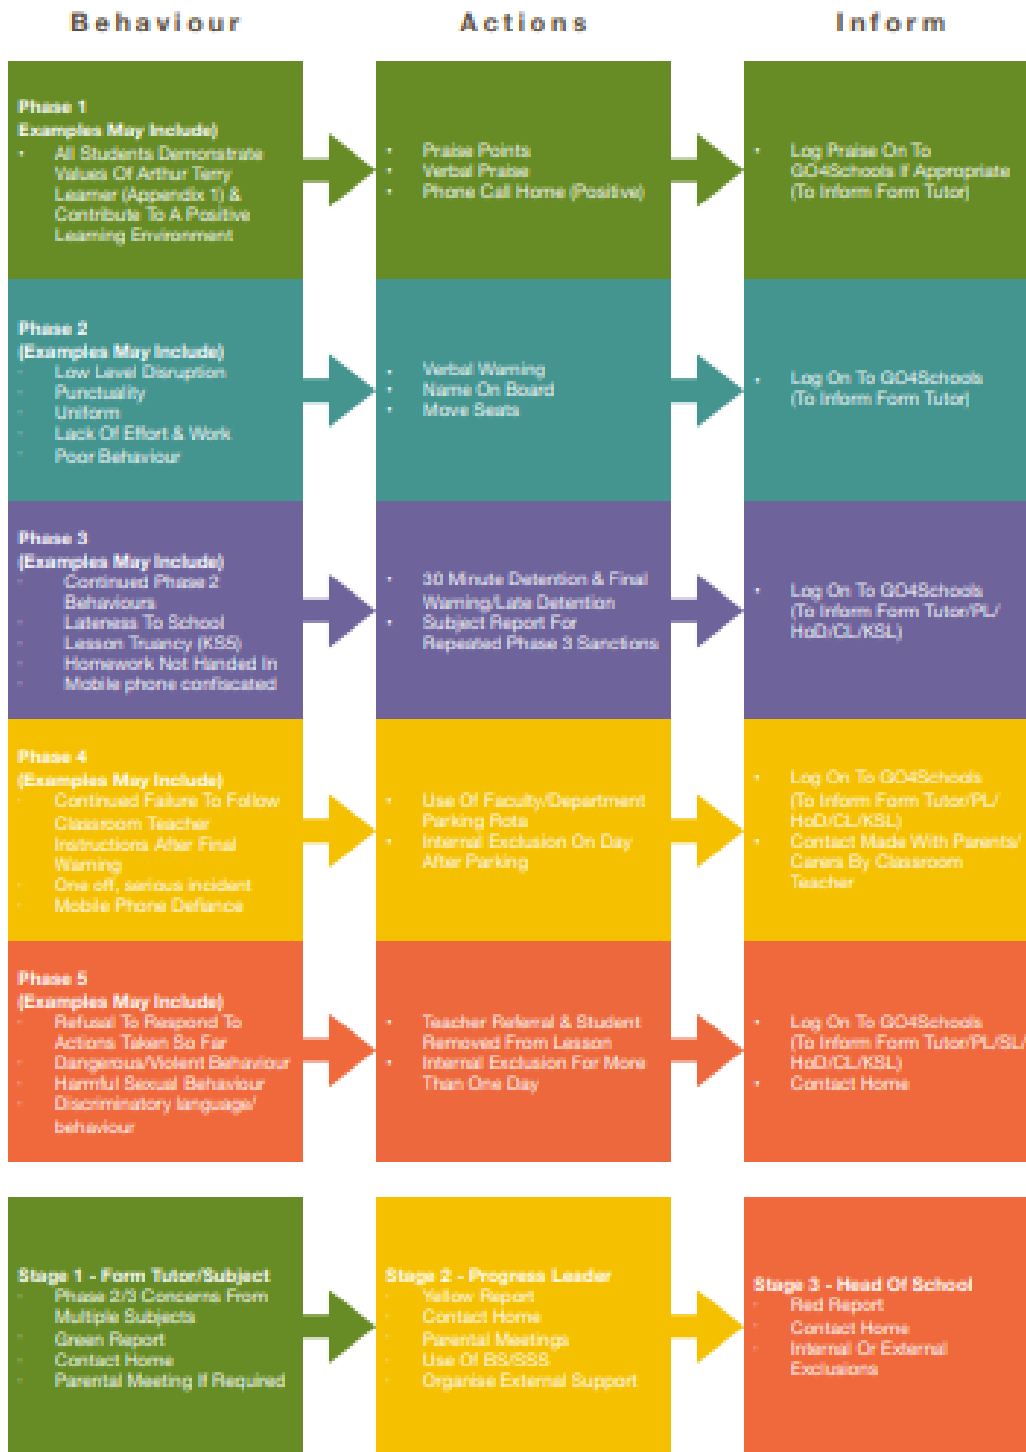 Behaviour
Actions
Inform
Phase 1
Examples May Include)
• All Students Demonstrate
Values Of Arthur Terry
Learner (Appendix 1) &
Contribute To A Positive
Learning Environment
• Praise Points
• Verbal Praise
• Phone Call Home (Positive)
• Log Praise On To
GO4Schools If Appropriate
(To Inform Form Tutor)
Phase 2
(Examples May Include)
· Low Level Disruption
· Punctuality
· Uniform
· Lack Of Effort & Work
· Poor Behaviour
• Verbal Warning
• Name On Board
• Move Seats
• Log On To GO4Schools
(To Inform Form Tutor)
Phase 3
(Examples May Include)
· Continued Phase 2
Behaviours
· Lateness To School
· Lesson Truancy (KSS)
· Homework Not Handed In
· Mobile phone confiscated
• 30 Minute Detention & Final
Warning/Late Detention
• Subject Report For
Repeated Phase 3 Sanctions
• Log On To GO4Schools
(To Inform Form Tutor/PL/
HoD/CL/KSL)
Phase 4
(Examples May Include)
· Continued Failure To Follow
Classroom Teacher
Instructions After Final
Warning
· One off, serious incident
· Mobile Phone Defiance
• Use Of Faculty/Department
Parking Rota
• Internal Exclusion On Day
After Parking
• Log On To GO4Schools
(To Inform Form Tutor/PL/
HoD/CL/KSL)
• Contact Made With Parents/
Carers By Classroom
Teacher
Phase 5
(Examples May Include)
· Refusal To Respond To
Actions Taken So Far
· Dangerous/Violent Behaviour
· Harmful Sexual Behaviour
· Discriminatory language/
behaviour
• Teacher Referral & Student
Removed From Lesson
• Internal Exclusion For More
Than One Day
• Log On To GO4Schools
(To Inform Form Tutor/PL/SL/
HoD/CL/KSL)
• Contact Home
Stage 1 - Form Tutor/Subject
· Phase 2/3 Concerns From
Multiple Subjects
· Green Report
· Contact Home
· Parental Meeting If Required
Stage 2 - Progress Leader
· Yellow Report
· Contact Home
· Parental Meetings
· Use Of BS/SSS
· Organise External Support
Stage 3 - Head Of School
· Red Report
· Contact Home
· Internal Or External
Exclusions